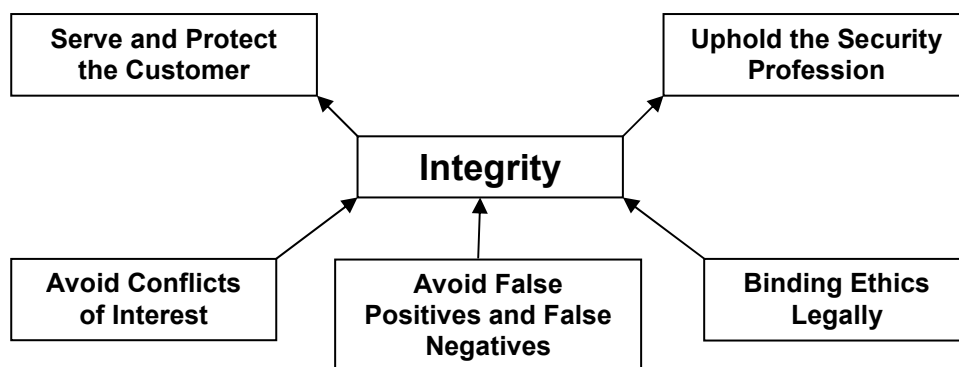 Serve and Protect
the Customer
Uphold the Security
Profession
Integrity
Avoid Conflicts
of Interest
Avoid False
Positives and False
Negatives
Binding Ethics
Legally